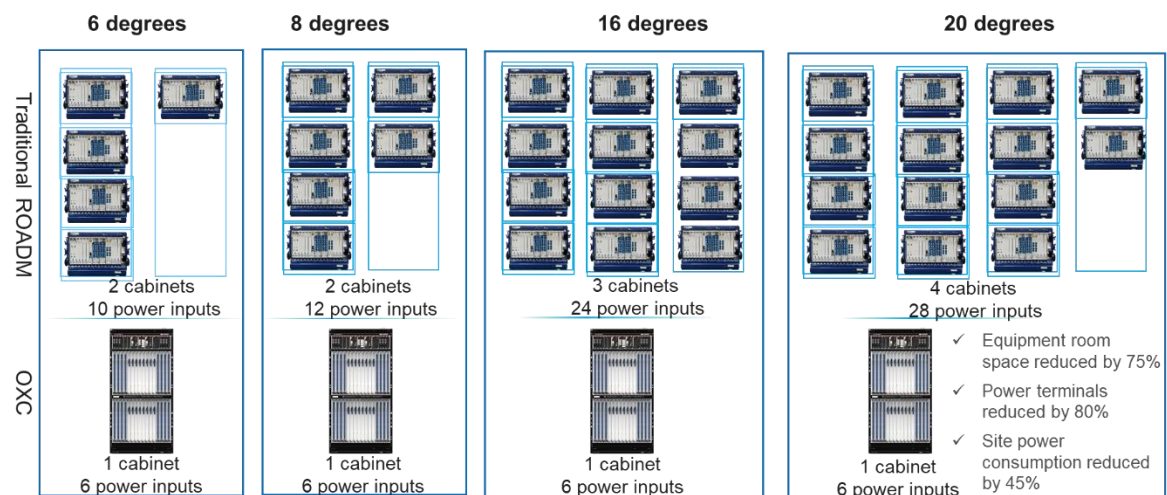 6 degrees
8 degrees
16 degrees
20 degrees
Traditional ROADM
2 cabinets
10 power inputs
2 cabinets
12 power inputs
3 cabinets
24 power inputs
4 cabinets
28 power inputs
OXC
1 cabinet
6 power inputs
1 cabinet
6 power inputs
1 cabinet
6 power inputs
1 cabinet
6 power inputs
✓ Equipment room
space reduced by 75%
✓ Power terminals
reduced by 80%
✓ Site power
consumption reduced
by 45%